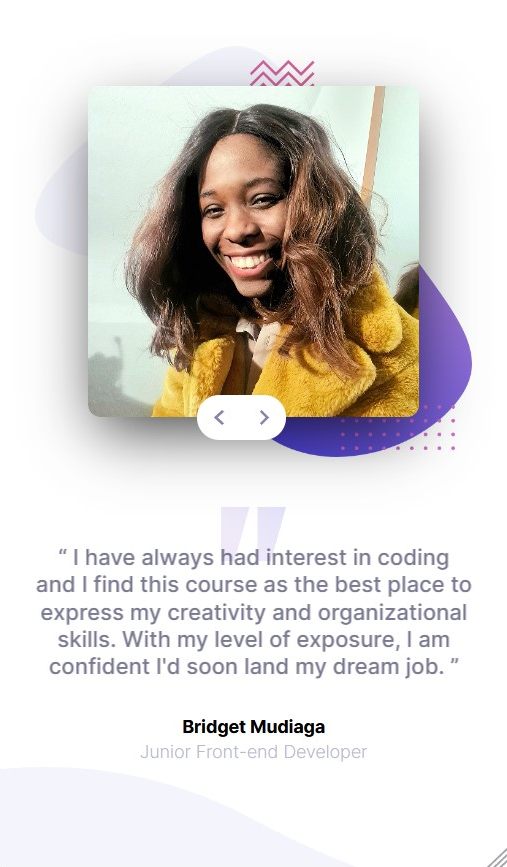 “ I have always had interest in coding
and I find this course as the best place to
express my creativity and organizational
skills. With my level of exposure, I am
confident I'd soon land my dream job. ”
Bridget Mudiaga
Junior Front-end Developer